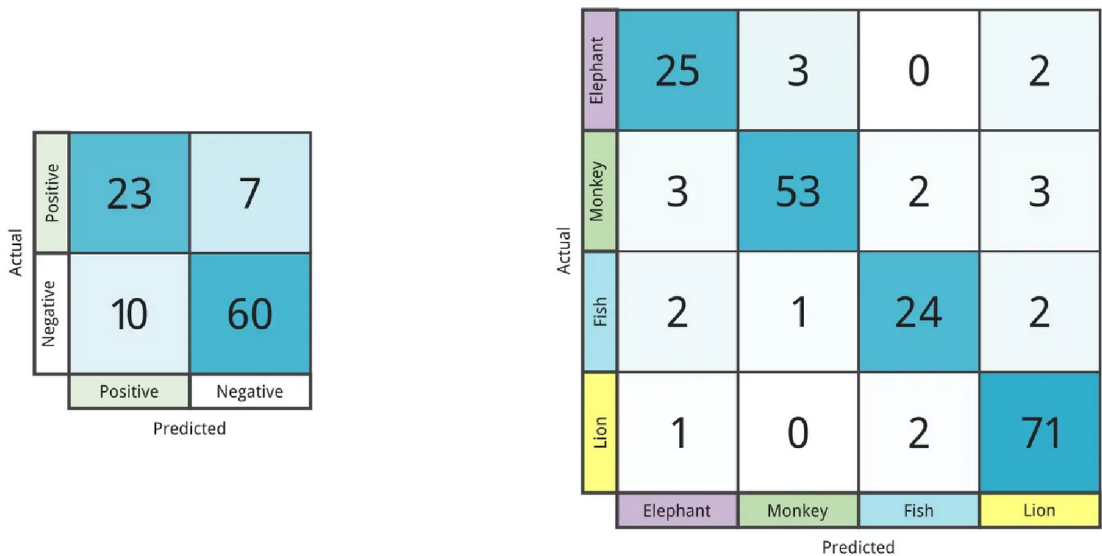 Actual
Positive
23 7
Negative
10 60
Positive Negative
Predicted
Actual
Elephant
25 3 0 2
Monkey
3 53 2 3
Fish
2 1 24 2
Lion
1 0 2 71
Elephant Monkey Fish Lion
Predicted